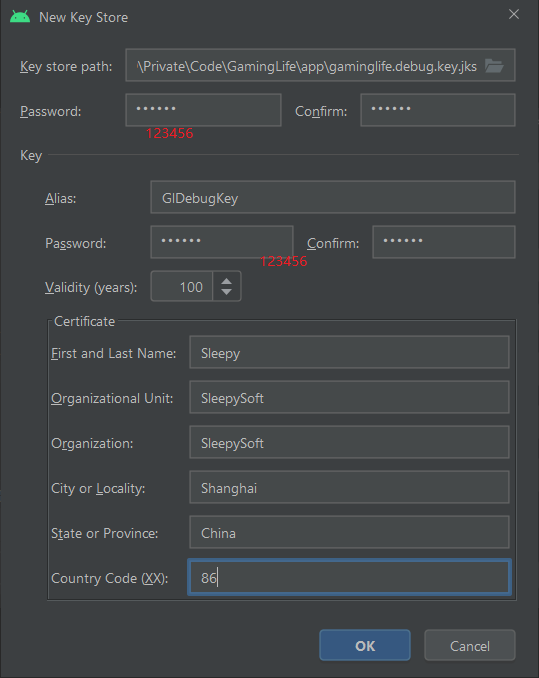 New Key Store
Key store path: \Private\Code\GamingLife\app\gaminglife.debug.key.jks
Password: •••••• Confirm: ••••••
123456
Key
Alias: GlDebugKey
Password: •••••• Confirm: ••••••
123456
Validity (years): 100
Certificate
First and Last Name: Sleepy
Organizational Unit: SleepySoft
Organization: SleepySoft
City or Locality: Shanghai
State or Province: China
Country Code (XX): 86
OK Cancel